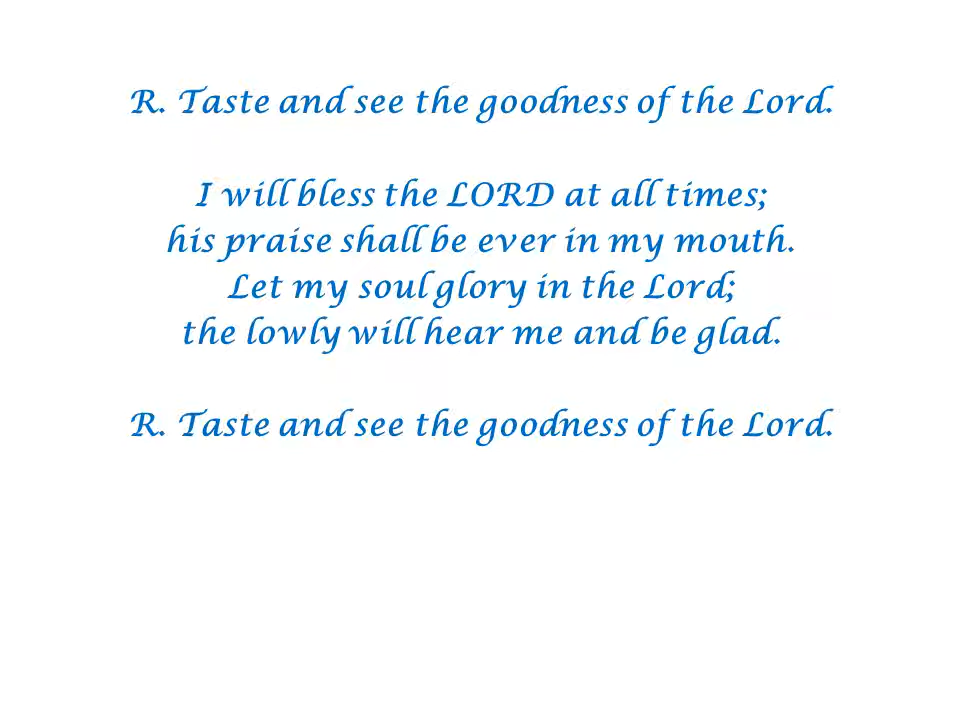 R. Taste and see the goodness of the Lord.
I will bless the LORD at all times;
his praise shall be ever in my mouth.
Let my soul glory in the Lord;
the lowly will hear me and be glad.
R. Taste and see the goodness of the Lord.